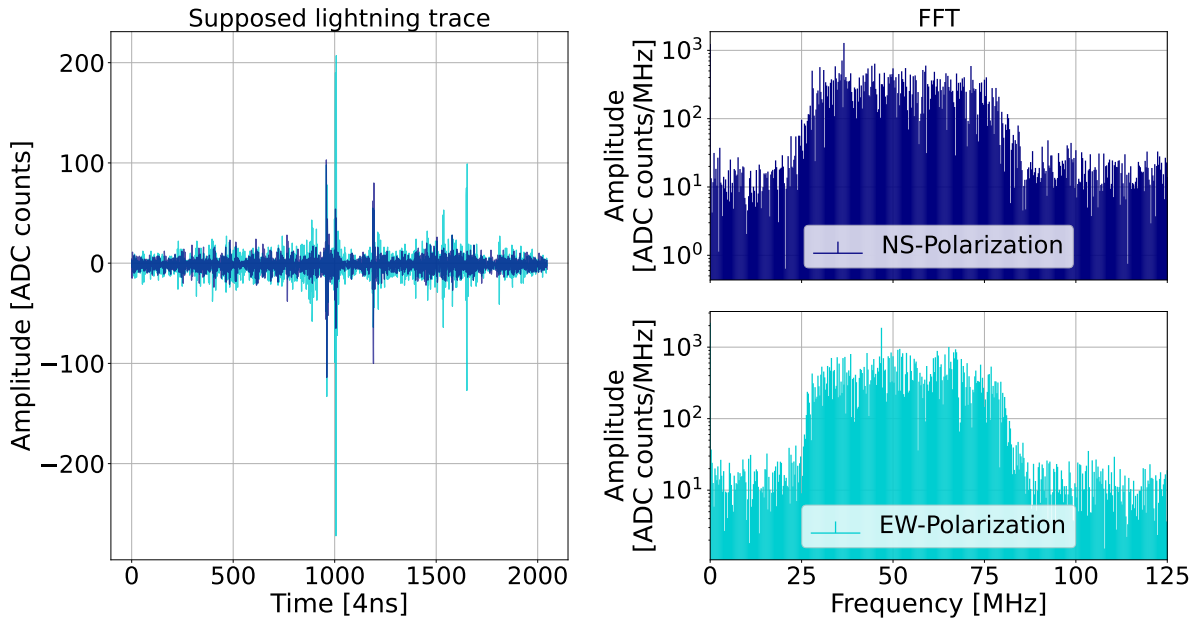 Supposed lightning trace
Amplitude [ADC counts]
200
100
0
−100
−200
0 500 1000 1500 2000
Time [4ns]
FFT
Amplitude
[ADC counts/MHz]
10³
10²
10¹
10⁰
NS-Polarization
Amplitude
[ADC counts/MHz]
10³
10²
10¹
EW-Polarization
0 25 50 75 100 125
Frequency [MHz]